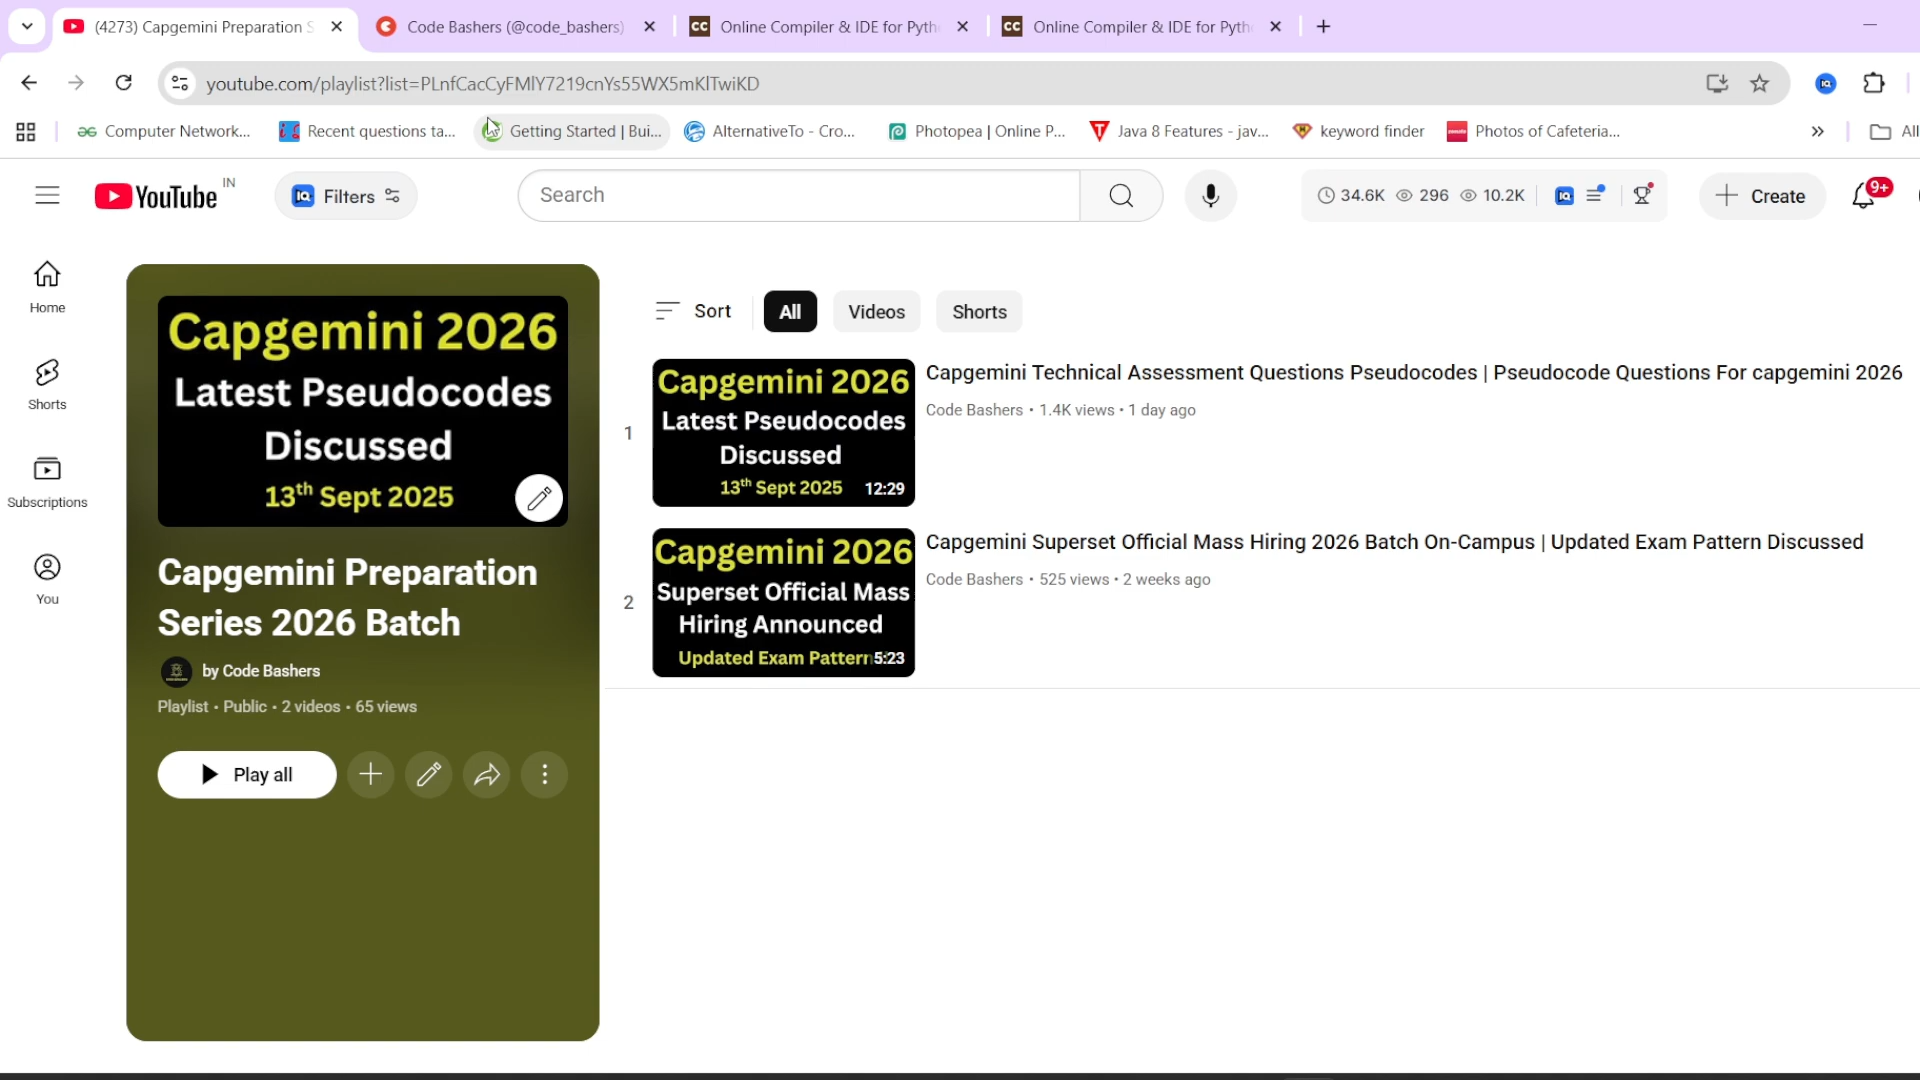 (4273) Capgemini Preparation S
Code Bashers (@code_bashers)
CC Online Compiler & IDE for Pyth
CC Online Compiler & IDE for Pyth
youtube.com/playlist?list=PLnfCacCyFMlY7219cnYs55WX5mKlTwiKD
Computer Network...
Recent questions ta...
Getting Started | Bui...
AlternativeTo - Cro...
Photopea | Online P...
Java 8 Features - jav...
keyword finder
Photos of Cafeteria...
All
YouTube IN
Filters
Search
34.6K 296 10.2K
Create
9+
Home
Shorts
Subscriptions
You
Capgemini 2026
Latest Pseudocodes
Discussed
13th Sept 2025
Capgemini Preparation
Series 2026 Batch
by Code Bashers
Playlist • Public • 2 videos • 65 views
Play all
Sort
All
Videos
Shorts
1
Capgemini 2026
Latest Pseudocodes
Discussed
13th Sept 2025
12:29
Capgemini Technical Assessment Questions Pseudocodes | Pseudocode Questions For capgemini 2026
Code Bashers • 1.4K views • 1 day ago
2
Capgemini 2026
Superset Official Mass
Hiring Announced
Updated Exam Pattern
5:23
Capgemini Superset Official Mass Hiring 2026 Batch On-Campus | Updated Exam Pattern Discussed
Code Bashers • 525 views • 2 weeks ago